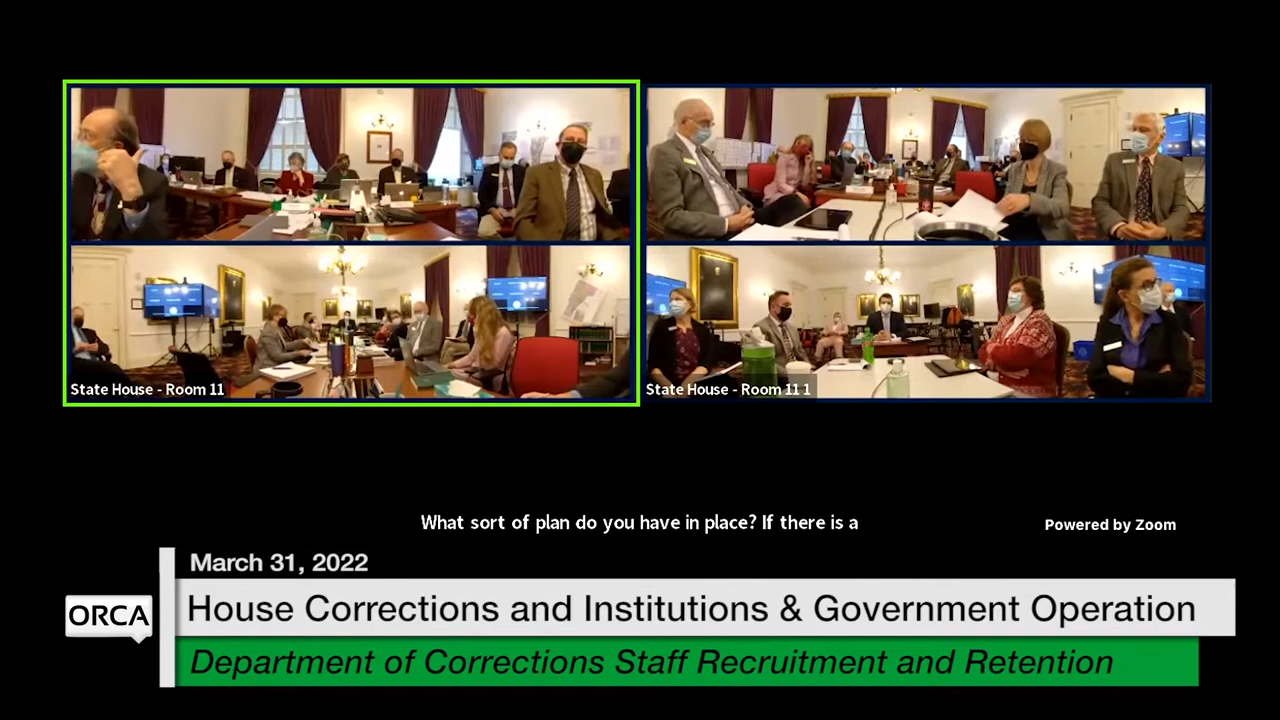 State House - Room 11
State House - Room 11 1
What sort of plan do you have in place? If there is a
Powered by Zoom
March 31, 2022
ORCA
House Corrections and Institutions & Government Operation
Department of Corrections Staff Recruitment and Retention